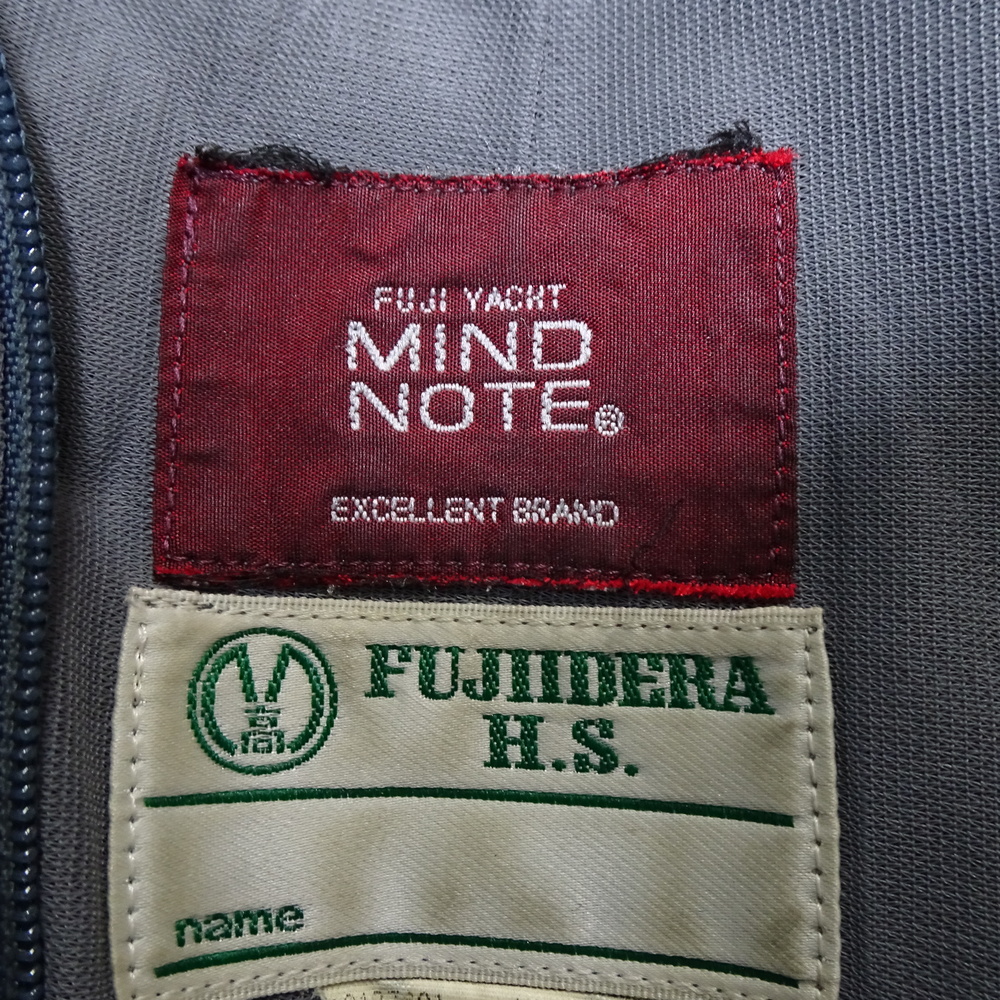 FUJI YACHT
MIND
NOTE®
EXCELLENT BRAND
FUJIIDERA
H.S.
name